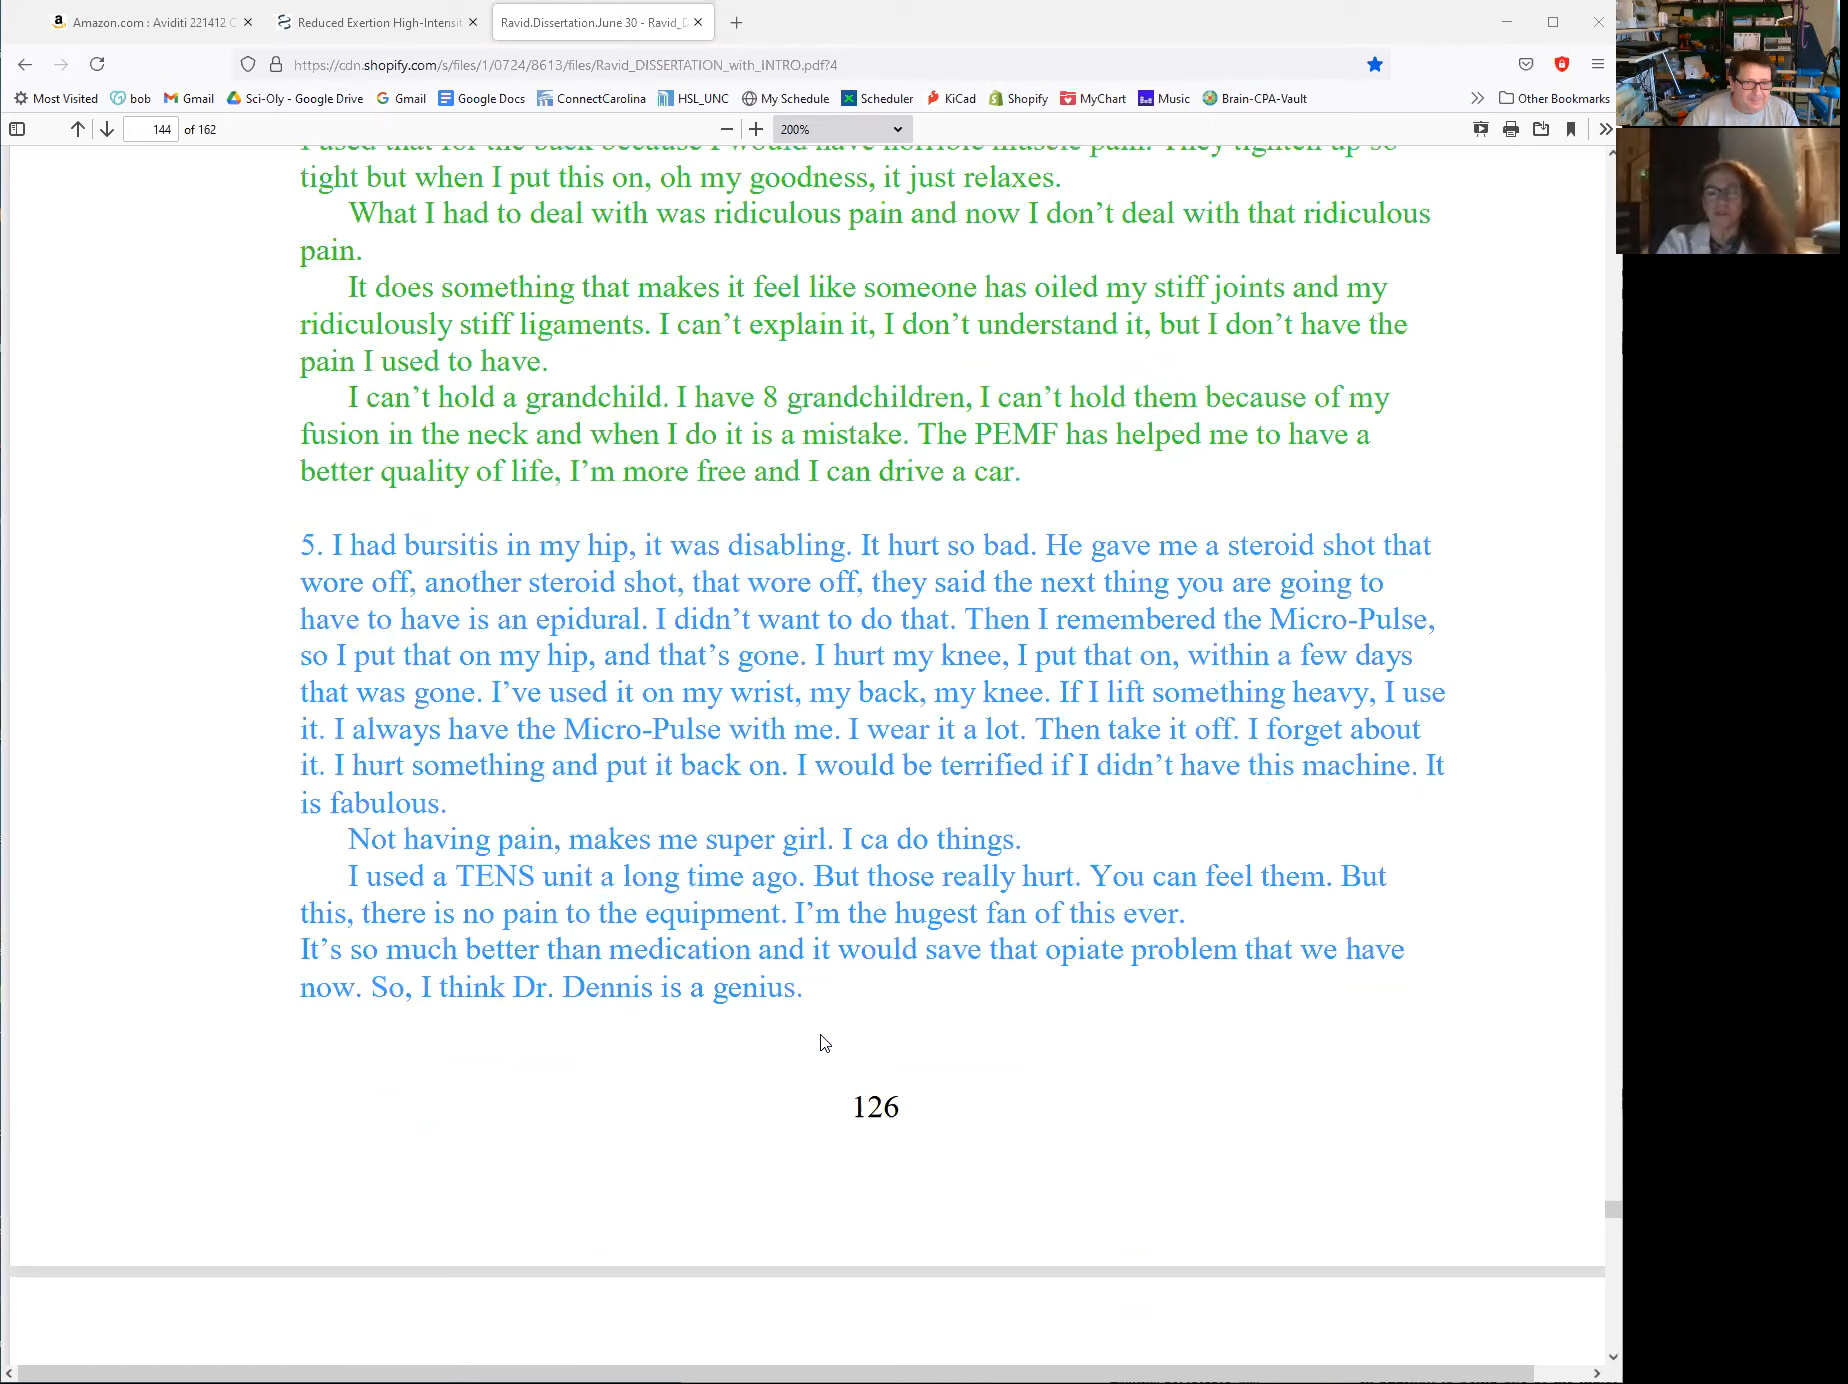 Amazon.com : Aviditi 221412 C
Reduced Exertion High-Intensit
Ravid.Dissertation.June 30 - Ravid_D
https://cdn.shopify.com/s/files/1/0724/8613/files/Ravid_DISSERTATION_with_INTRO.pdf?4
Most Visited bob Gmail Sci-Oly - Google Drive Gmail Google Docs ConnectCarolina HSL_UNC My Schedule Scheduler KiCad Shopify MyChart Music Brain-CPA-Vault Other Bookmarks
144 of 162 200%
I used that for the back because I would have horrible muscle pain. They tighten up so
tight but when I put this on, oh my goodness, it just relaxes.
What I had to deal with was ridiculous pain and now I don’t deal with that ridiculous
pain.
It does something that makes it feel like someone has oiled my stiff joints and my
ridiculously stiff ligaments. I can’t explain it, I don’t understand it, but I don’t have the
pain I used to have.
I can’t hold a grandchild. I have 8 grandchildren, I can’t hold them because of my
fusion in the neck and when I do it is a mistake. The PEMF has helped me to have a
better quality of life, I’m more free and I can drive a car.
5. I had bursitis in my hip, it was disabling. It hurt so bad. He gave me a steroid shot that
wore off, another steroid shot, that wore off, they said the next thing you are going to
have to have is an epidural. I didn’t want to do that. Then I remembered the Micro-Pulse,
so I put that on my hip, and that’s gone. I hurt my knee, I put that on, within a few days
that was gone. I’ve used it on my wrist, my back, my knee. If I lift something heavy, I use
it. I always have the Micro-Pulse with me. I wear it a lot. Then take it off. I forget about
it. I hurt something and put it back on. I would be terrified if I didn’t have this machine. It
is fabulous.
Not having pain, makes me super girl. I ca do things.
I used a TENS unit a long time ago. But those really hurt. You can feel them. But
this, there is no pain to the equipment. I’m the hugest fan of this ever.
It’s so much better than medication and it would save that opiate problem that we have
now. So, I think Dr. Dennis is a genius.
126